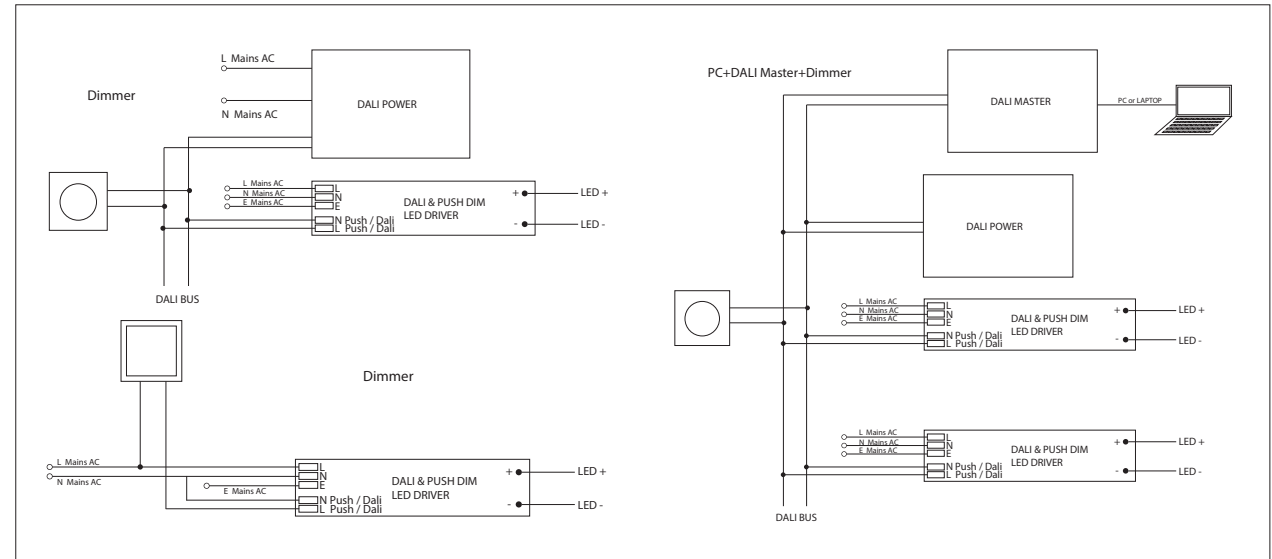 L Mains AC
Dimmer
DALI POWER
N Mains AC
L Mains AC
N Mains AC
E Mains AC
L
N
E
N Push / Dali
L Push / Dali
DALI & PUSH DIM
LED DRIVER
+
LED +
-
LED -
DALI BUS
Dimmer
L Mains AC
N Mains AC
E Mains AC
L
N
E
N Push / Dali
L Push / Dali
DALI & PUSH DIM
LED DRIVER
+
LED +
-
LED -
PC+DALI Master+Dimmer
DALI MASTER
PC or LAPTOP
DALI POWER
L Mains AC
N Mains AC
E Mains AC
L
N
E
N Push / Dali
L Push / Dali
DALI & PUSH DIM
LED DRIVER
+
LED +
-
LED -
L Mains AC
N Mains AC
E Mains AC
L
N
E
N Push / Dali
L Push / Dali
DALI & PUSH DIM
LED DRIVER
+
LED +
-
LED -
DALI BUS